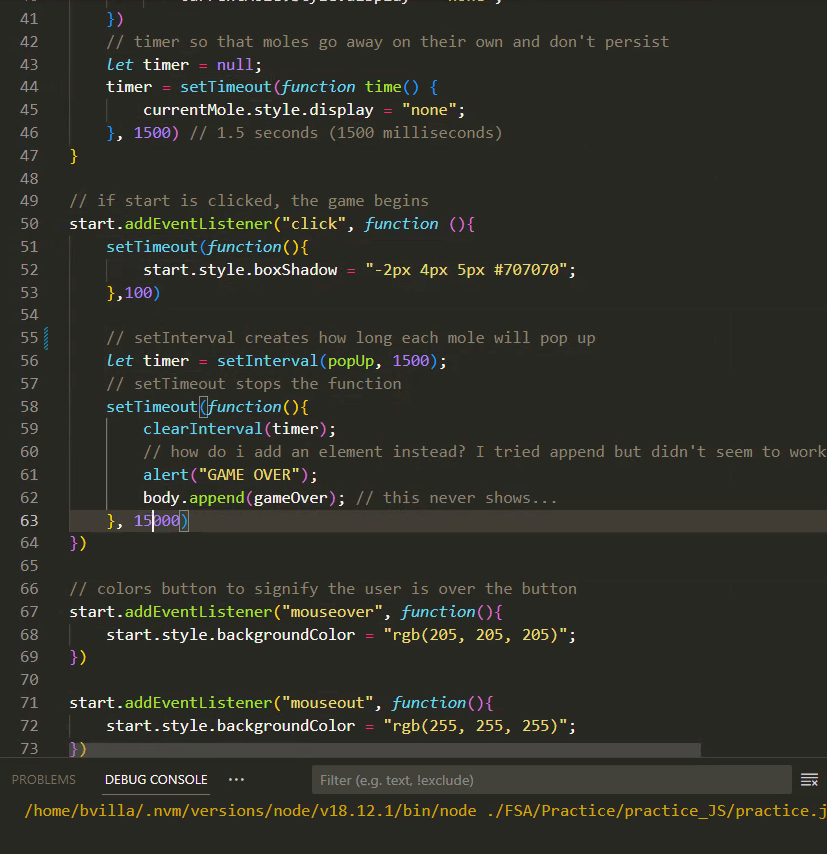 41 })
42 // timer so that moles go away on their own and don't persist
43 let timer = null;
44 timer = setTimeout(function time() {
45 currentMole.style.display = "none";
46 }, 1500) // 1.5 seconds (1500 milliseconds)
47 }
48
49 // if start is clicked, the game begins
50 start.addEventListener("click", function (){
51 setTimeout(function(){
52 start.style.boxShadow = "-2px 4px 5px #707070";
53 },100)
54
55 // setInterval creates how long each mole will pop up
56 let timer = setInterval(popUp, 1500);
57 // setTimeout stops the function
58 setTimeout(function(){
59 clearInterval(timer);
60 // how do i add an element instead? I tried append but didn't seem to work
61 alert("GAME OVER");
62 body.append(gameOver); // this never shows...
63 }, 15000)
64 })
65
66 // colors button to signify the user is over the button
67 start.addEventListener("mouseover", function(){
68 start.style.backgroundColor = "rgb(205, 205, 205)";
69 })
70
71 start.addEventListener("mouseout", function(){
72 start.style.backgroundColor = "rgb(255, 255, 255)";
73 })
PROBLEMS DEBUG CONSOLE ··· Filter (e.g. text, !exclude)
/home/bvilla/.nvm/versions/node/v18.12.1/bin/node ./FSA/Practice/practice_JS/practice.j